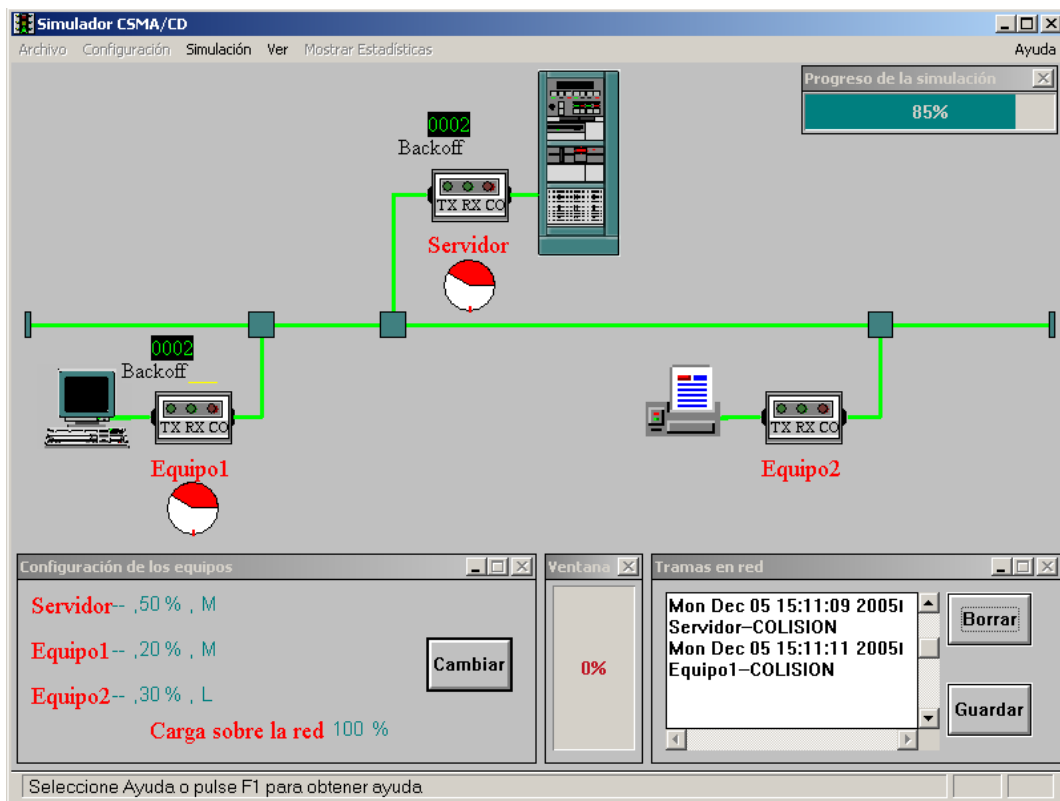 Simulador CSMA/CD
Archivo Configuración Simulación Ver Mostrar Estadísticas Ayuda
Progreso de la simulación
85%
0002
Backoff
TX RX CO
Servidor
0002
Backoff
TX RX CO
Equipo1
TX RX CO
Equipo2
Configuración de los equipos
Servidor-- ,50 % , M
Equipo1-- ,20 % , M
Equipo2-- ,30 % , L
Carga sobre la red 100 %
Cambiar
Ventana
0%
Tramas en red
Mon Dec 05 15:11:09 2005I
Servidor-COLISION
Mon Dec 05 15:11:11 2005I
Equipo1-COLISION
Borrar
Guardar
Seleccione Ayuda o pulse F1 para obtener ayuda